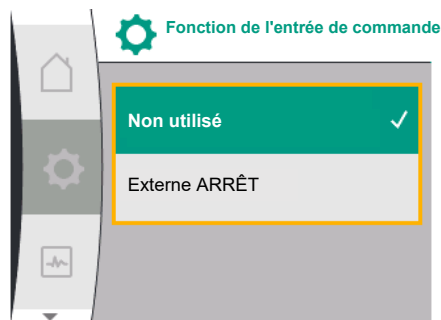 Fonction de l'entrée de commande
Non utilisé
Externe ARRÊT